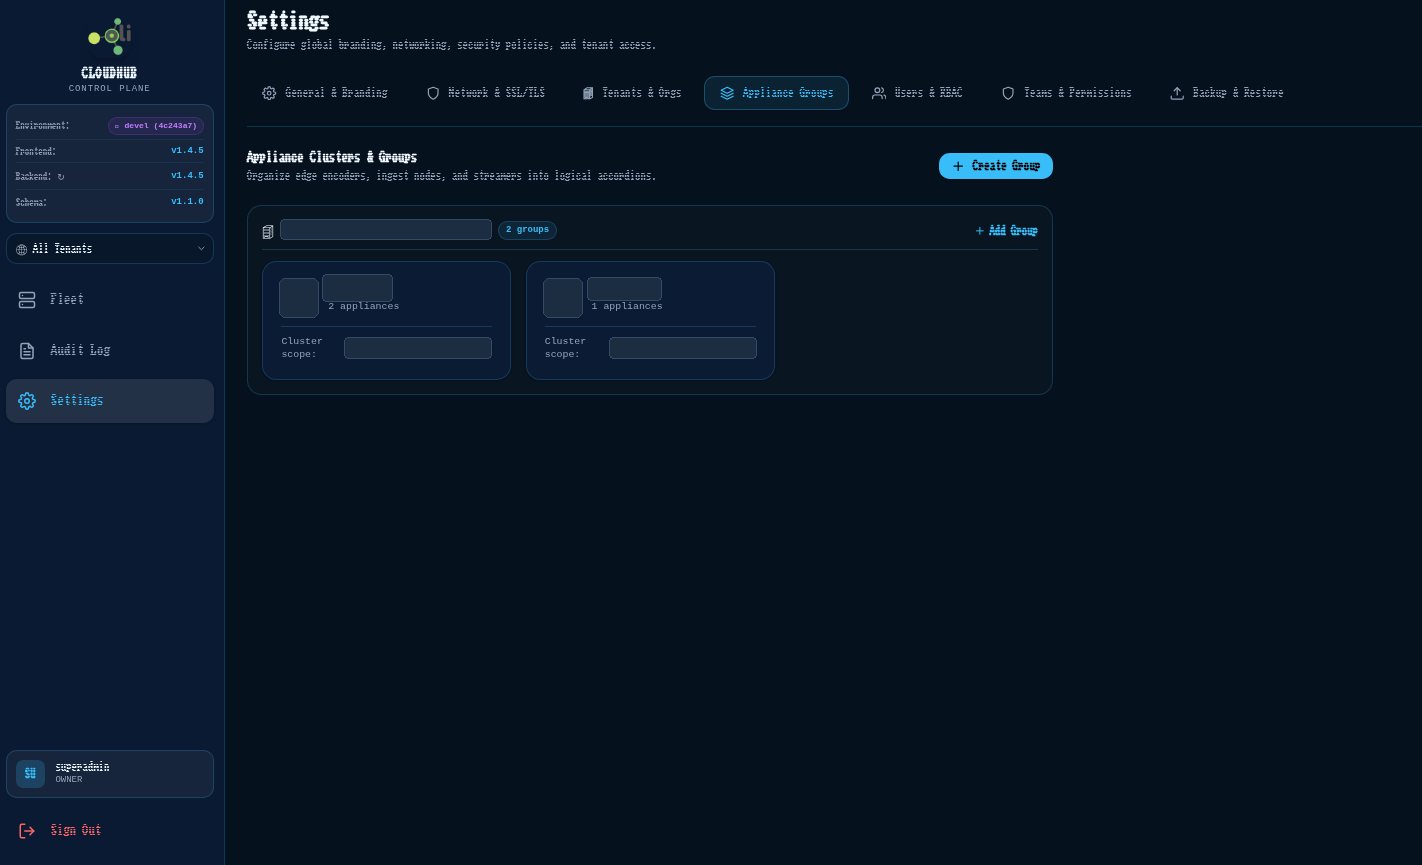 li
CLOUDHUB
CONTROL PLANE
Environment: devel (4c243a7)
Frontend: v1.4.5
Backend: ↻ v1.4.5
Schema: v1.1.0
All Tenants
Fleet
Audit Log
Settings
SU
superadmin
OWNER
Sign Out
Settings
Configure global branding, networking, security policies, and tenant access.
General & Branding
Network & SSL/TLS
Tenants & Orgs
Appliance Groups
Users & RBAC
Teams & Permissions
Backup & Restore
Appliance Clusters & Groups
Organize edge encoders, ingest nodes, and streamers into logical accordions.
+ Create Group
2 groups
+ Add Group
2 appliances
Cluster
scope:
1 appliances
Cluster
scope: